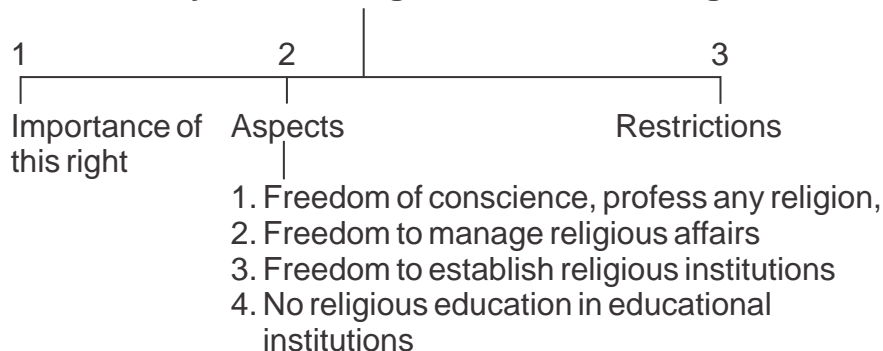 1 2 3
Importance of this right Aspects Restrictions
1. Freedom of conscience, profess any religion,
2. Freedom to manage religious affairs
3. Freedom to establish religious institutions
4. No religious education in educational
institutions